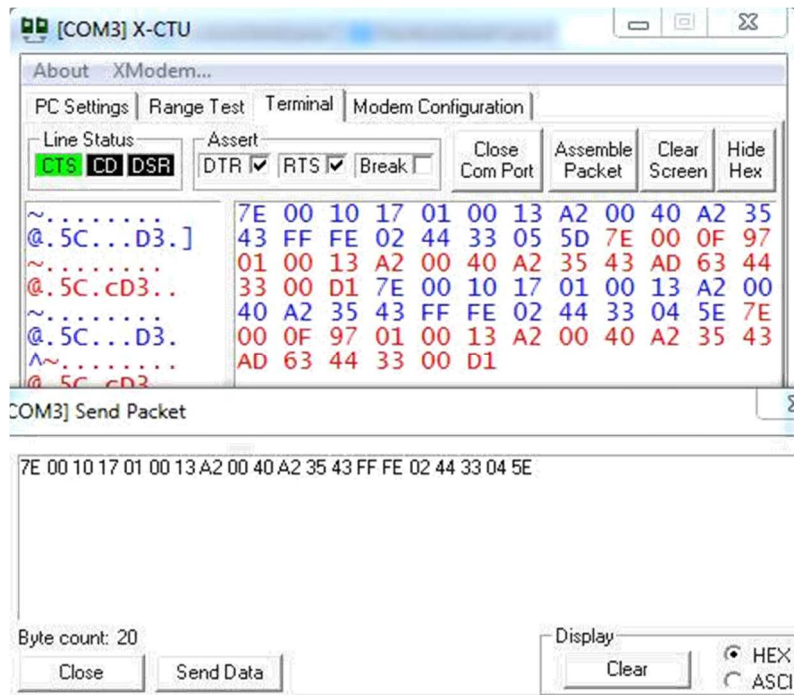 [COM3] X-CTU
About XModem...
PC Settings Range Test Terminal Modem Configuration
Line Status Assert
CTS CD DSR DTR RTS Break Close Com Port Assemble Packet Clear Screen Hide Hex
~........ 7E 00 10 17 01 00 13 A2 00 40 A2 35
@.5C...D3.] 43 FF FE 02 44 33 05 5D 7E 00 0F 97
~........ 01 00 13 A2 00 40 A2 35 43 AD 63 44
@.5C.cD3.. 33 00 D1 7E 00 10 17 01 00 13 A2 00
~........ 40 A2 35 43 FF FE 02 44 33 04 5E 7E
@.5C...D3. 00 0F 97 01 00 13 A2 00 40 A2 35 43
^~........ AD 63 44 33 00 D1
@.5C.cD3..
COM3] Send Packet
7E 00 10 17 01 00 13 A2 00 40 A2 35 43 FF FE 02 44 33 04 5E
Byte count: 20
Display
Close Send Data Clear HEX
ASCI